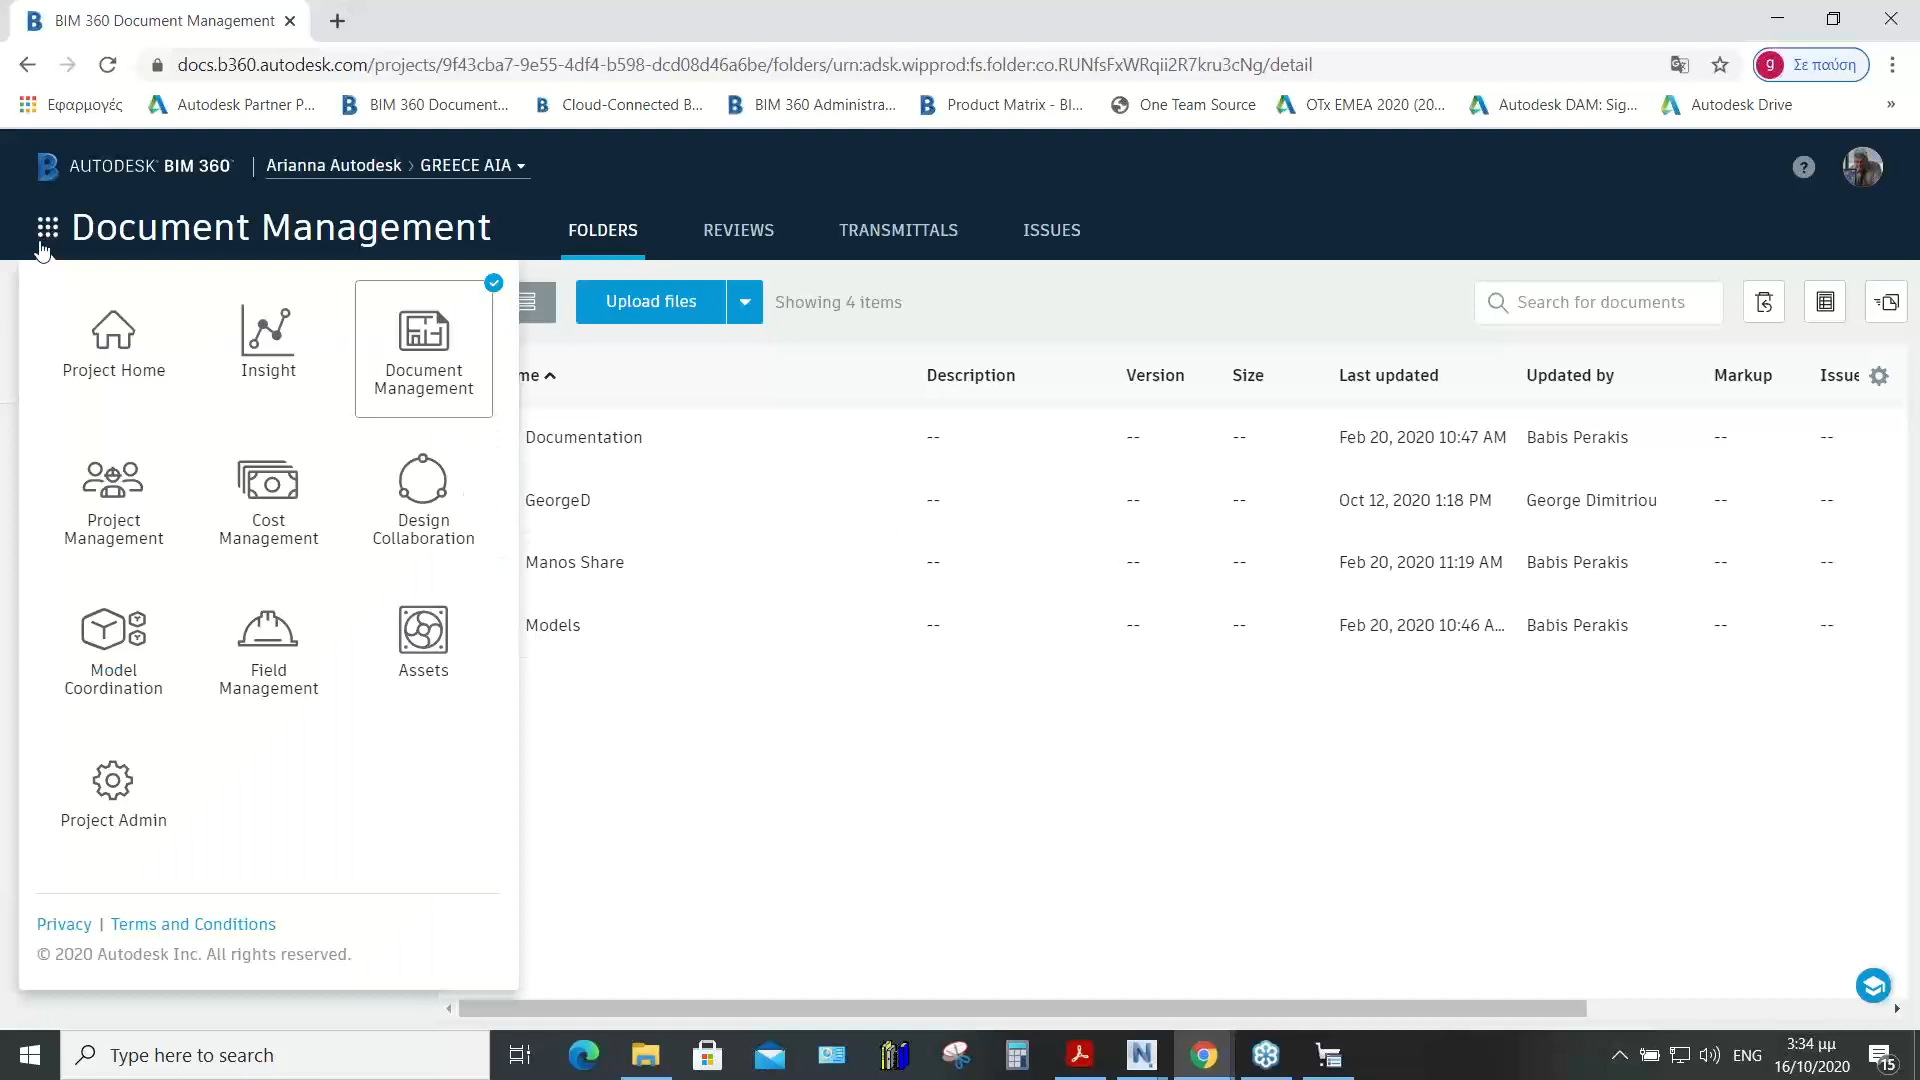 BIM 360 Document Management
docs.b360.autodesk.com/projects/9f43cba7-9e55-4df4-b598-dcd08d46a6be/folders/urn:adsk.wipprod:fs.folder:co.RUNfsFxWRqii2R7kru3cNg/detail
g Σε παύση
Εφαρμογές Autodesk Partner P... BIM 360 Document... Cloud-Connected B... BIM 360 Administra... Product Matrix - BI... One Team Source OTx EMEA 2020 (20... Autodesk DAM: Sig... Autodesk Drive »
AUTODESK BIM 360 Arianna Autodesk › GREECE AIA
Document Management FOLDERS REVIEWS TRANSMITTALS ISSUES
Project Home
Insight
Document
Management
Project
Management
Cost
Management
Design
Collaboration
Model
Coordination
Field
Management
Assets
Project Admin
Privacy | Terms and Conditions
© 2020 Autodesk Inc. All rights reserved.
Upload files Showing 4 items Search for documents
me Description Version Size Last updated Updated by Markup Issue
Documentation -- -- -- Feb 20, 2020 10:47 AM Babis Perakis -- --
GeorgeD -- -- -- Oct 12, 2020 1:18 PM George Dimitriou -- --
Manos Share -- -- -- Feb 20, 2020 11:19 AM Babis Perakis -- --
Models -- -- -- Feb 20, 2020 10:46 A... Babis Perakis -- --
Type here to search
ENG
3:34 μμ
16/10/2020
15